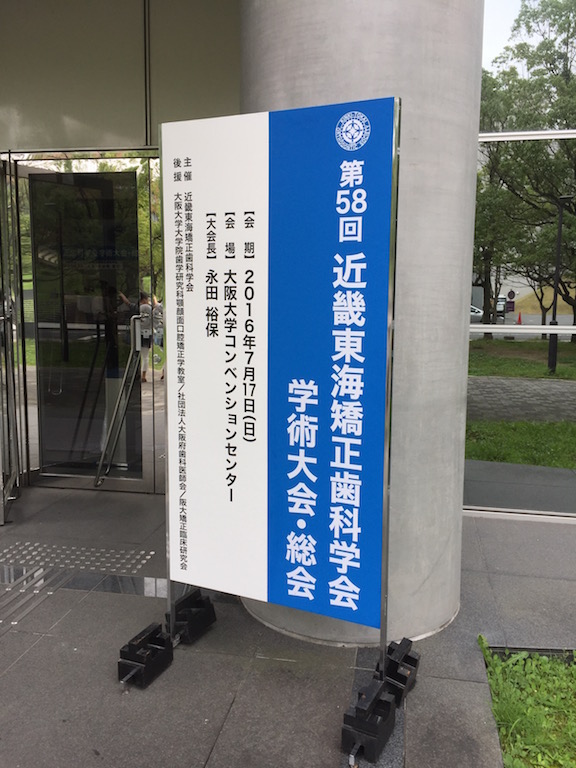 第58回 近畿東海矯正歯科学会
学術大会・総会
【会 期】2016年7月17日(日)
【会 場】大阪大学コンベンションセンター
【大会長】永田 裕保
主催 近畿東海矯正歯科学会
後援 大阪大学大学院歯学研究科顎顔面口腔矯正学教室/社団法人大阪府歯科医師会/阪大矯正臨床研究会